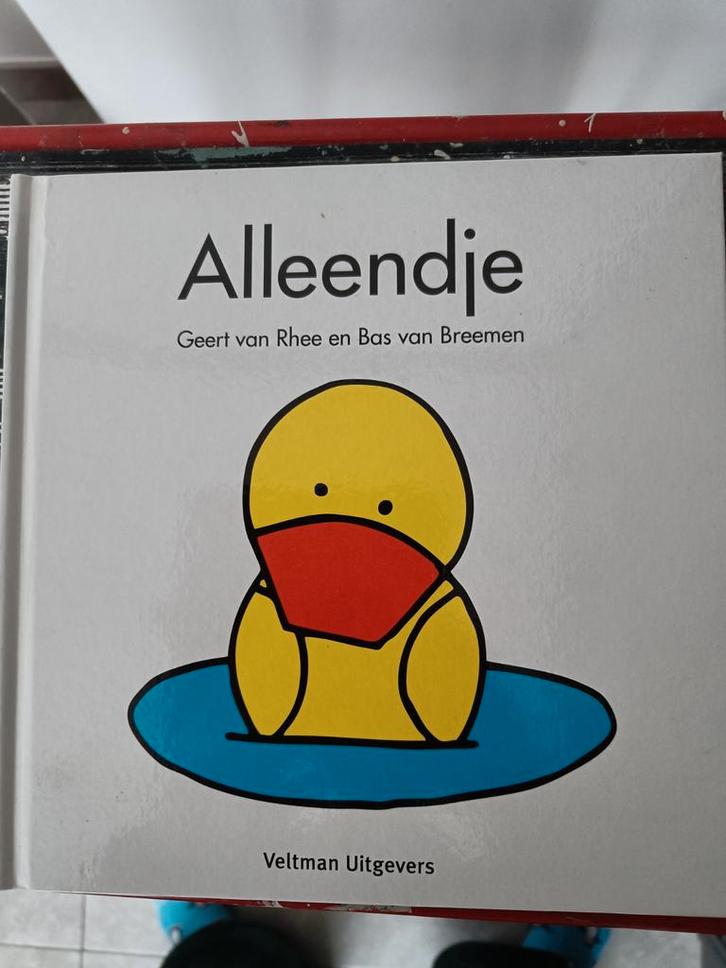 Alleendje
Geert van Rhee en Bas van Breemen
Veltman Uitgevers